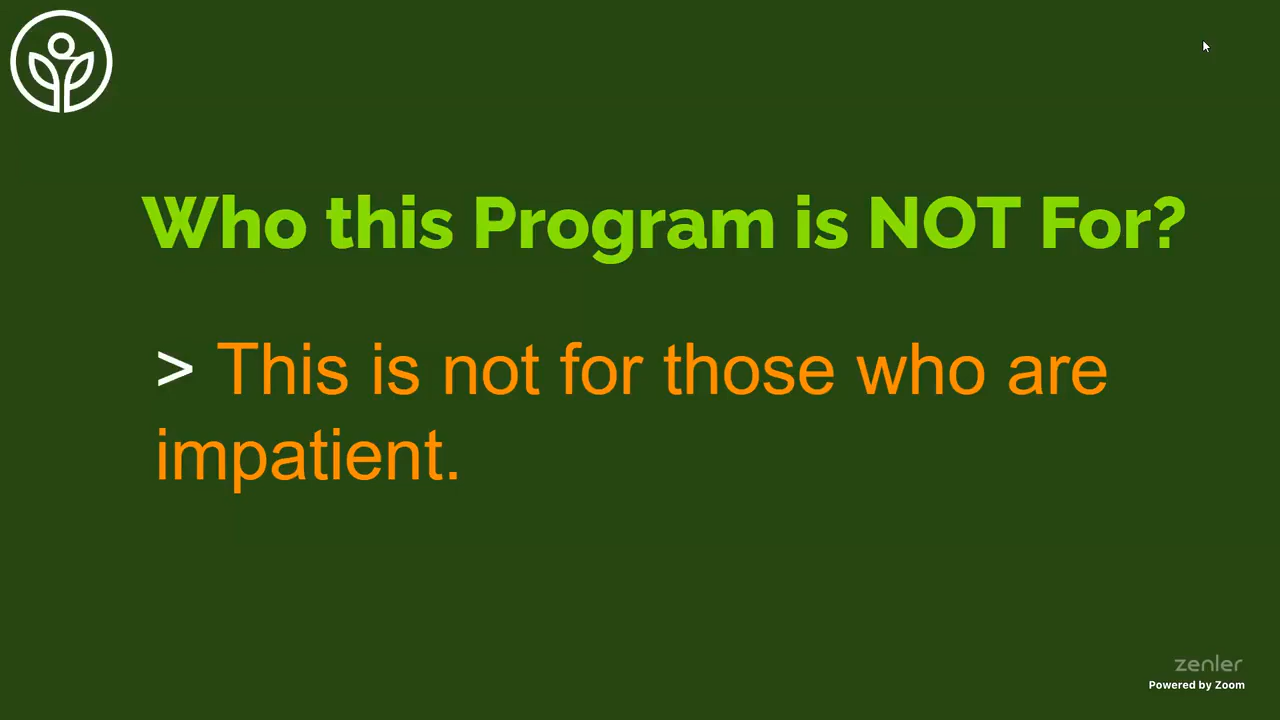 Who this Program is NOT For?
> This is not for those who are
impatient.
zenler
Powered by Zoom